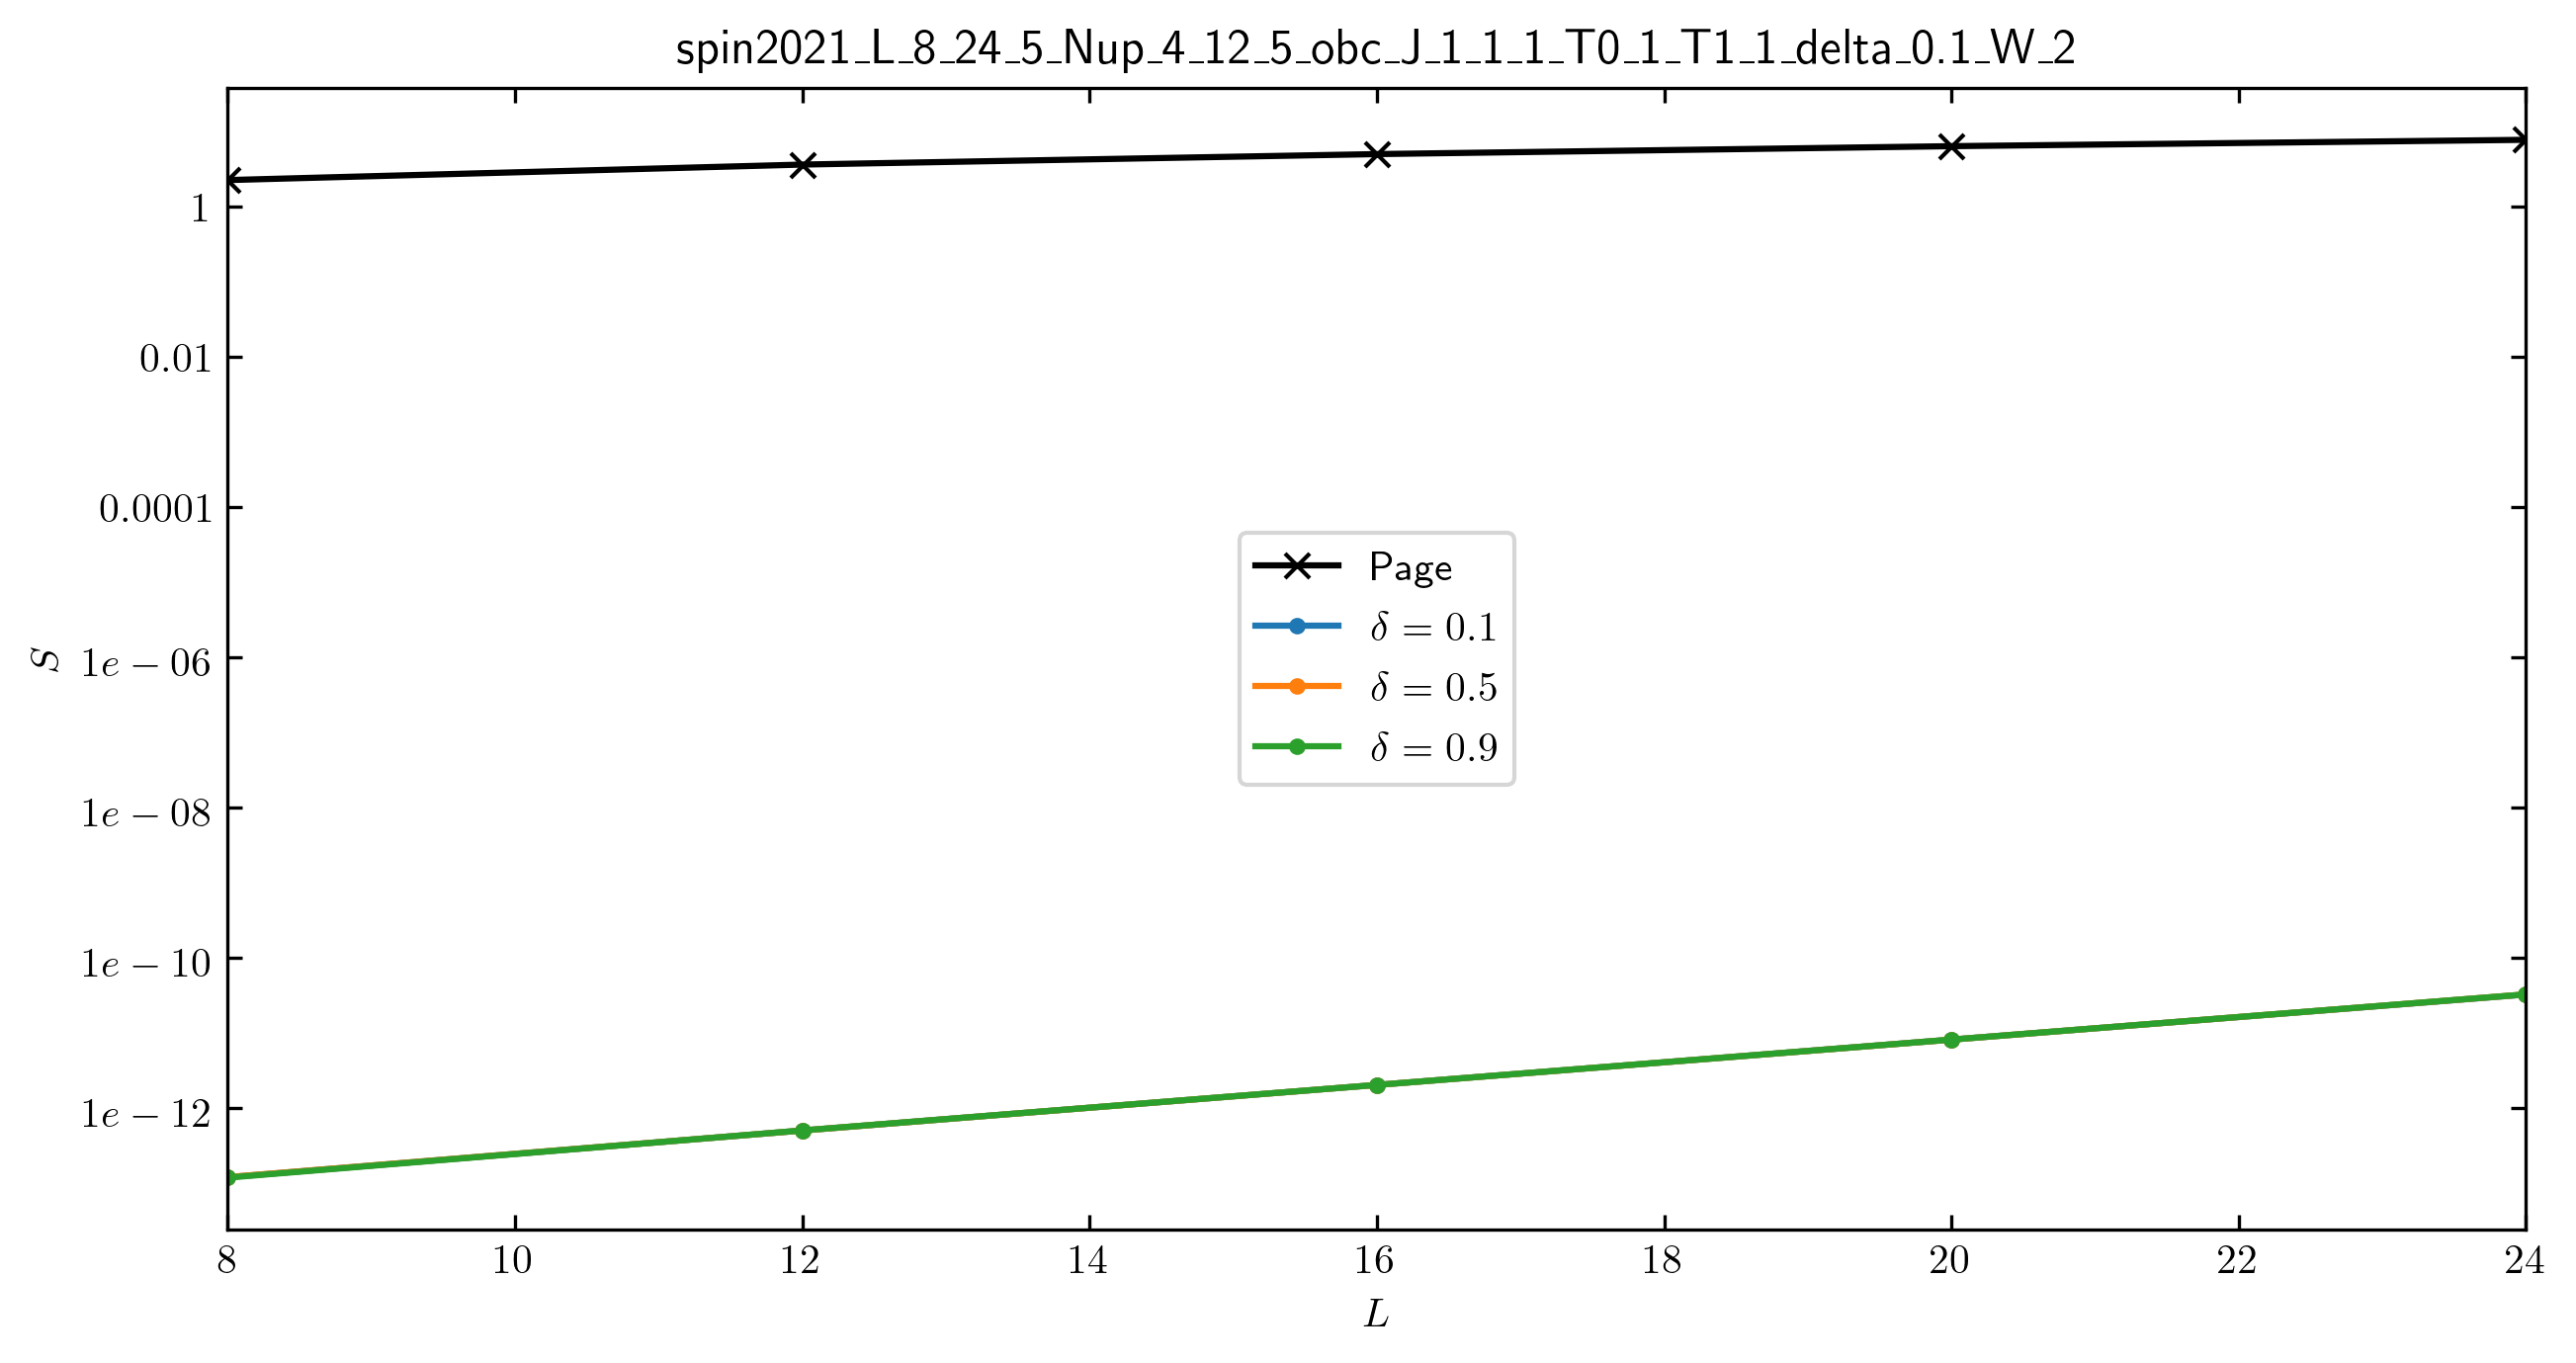 spin2021_L_8_24_5_Nup_4_12_5_obc_J_1_1_1_T0_1_T1_1_delta_0.1_W_2
1
0.01
0.0001
1e − 06
1e − 08
1e − 10
1e − 12
S
Page
δ = 0.1
δ = 0.5
δ = 0.9
8 10 12 14 16 18 20 22 24
L